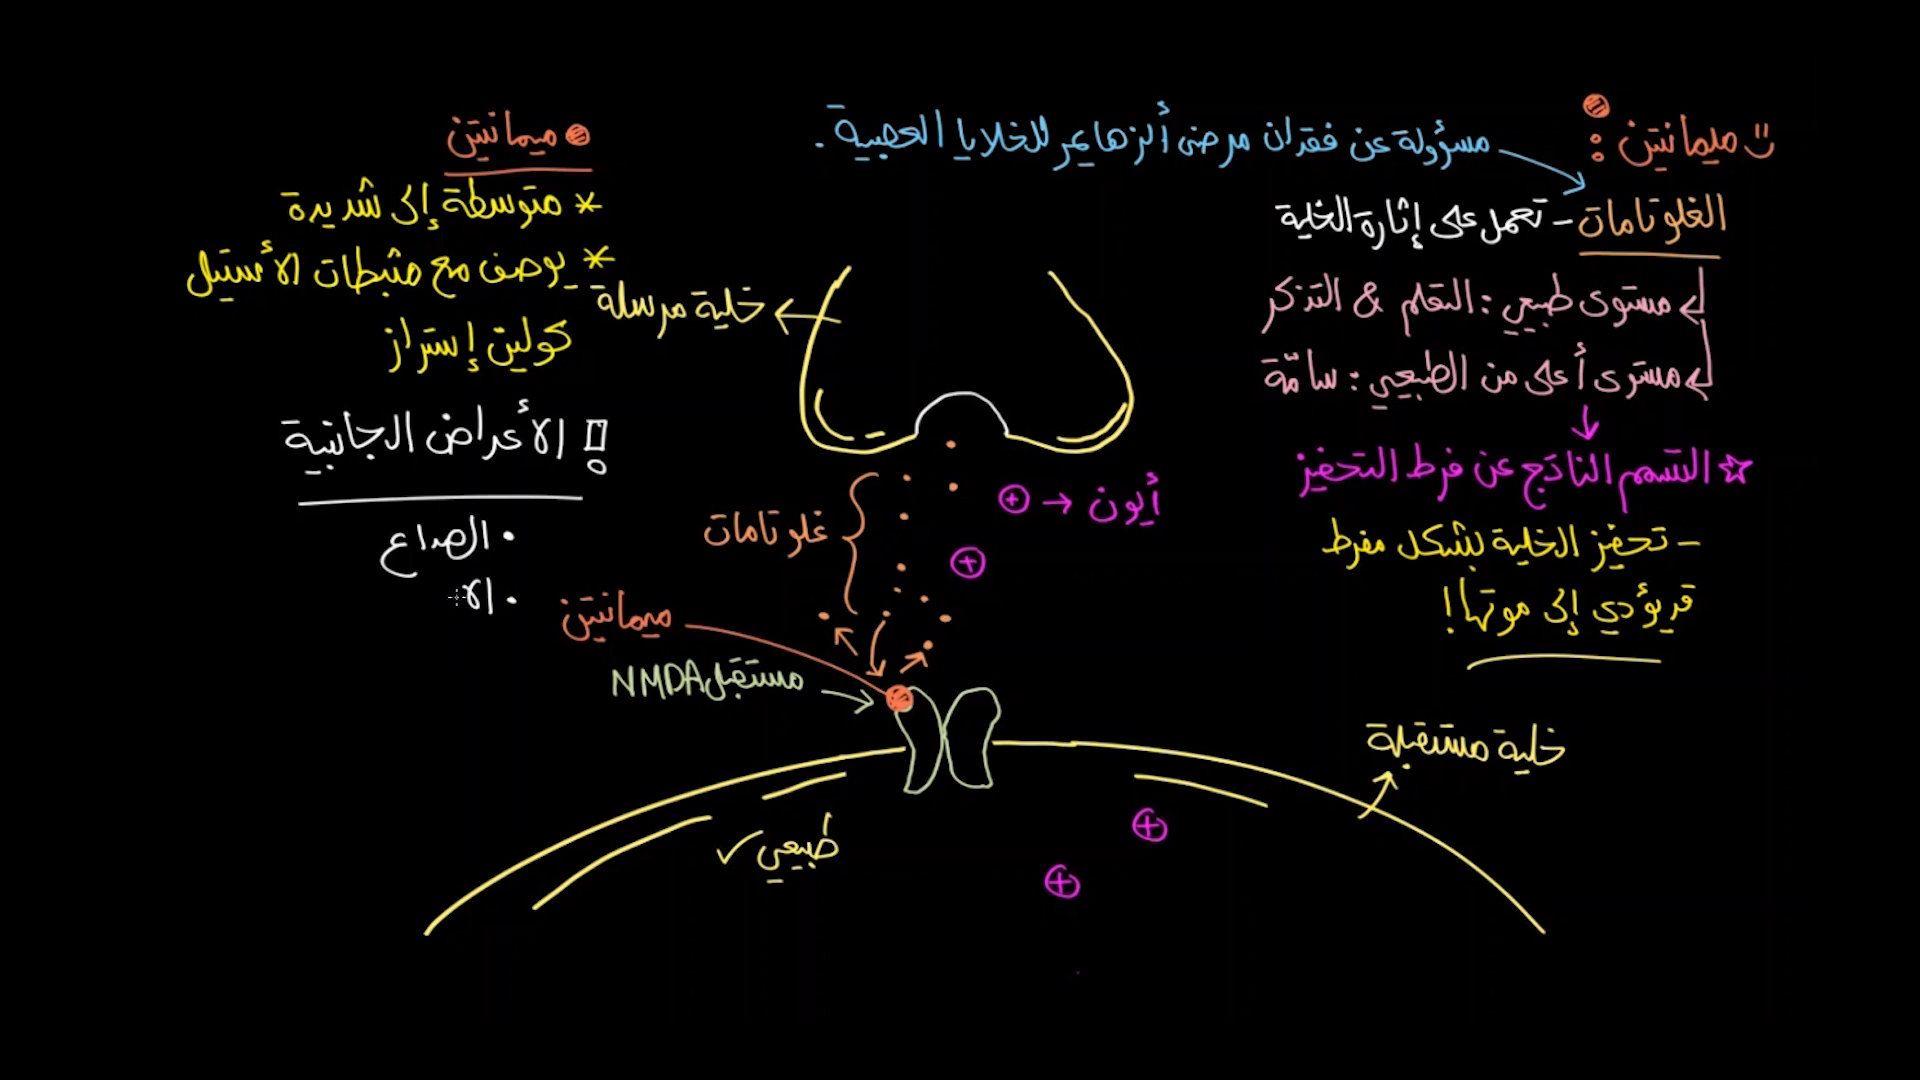 ميمانتين :
مسؤولة عن فقدان مرضى ألزهايمر للخلايا العصبية .
الغلوتامات - تعمل على إثارة الخلية
مستوى طبيعي : التعلم & التذكر
مستوى أعلى من الطبيعي : سامّة
☆ التسمم الناتج عن فرط التحفيز
- تحفيز الخلية بشكل مفرط
قد يؤدي إلى موتها !
خلية مستقبلة
خلية مرسلة
+ → أيون
+
غلوتامات
ميمانتين
مستقبل NMDA
طبيعي ✓
+
+
● ميمانتين
* متوسطة إلى شديدة
* يوصف مع مثبطات الأستيل
كولين إستراز
! الأعراض الجانبية
• الصداع
• الا